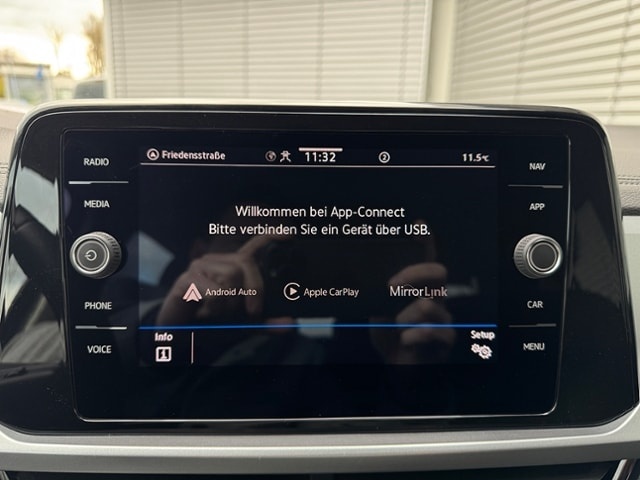 RADIO
MEDIA
PHONE
VOICE
Friedensstraße
11:32
2
11.5°C
Willkommen bei App-Connect
Bitte verbinden Sie ein Gerät über USB.
Android Auto
Apple CarPlay
MirrorLink
Info
Setup
NAV
APP
CAR
MENU